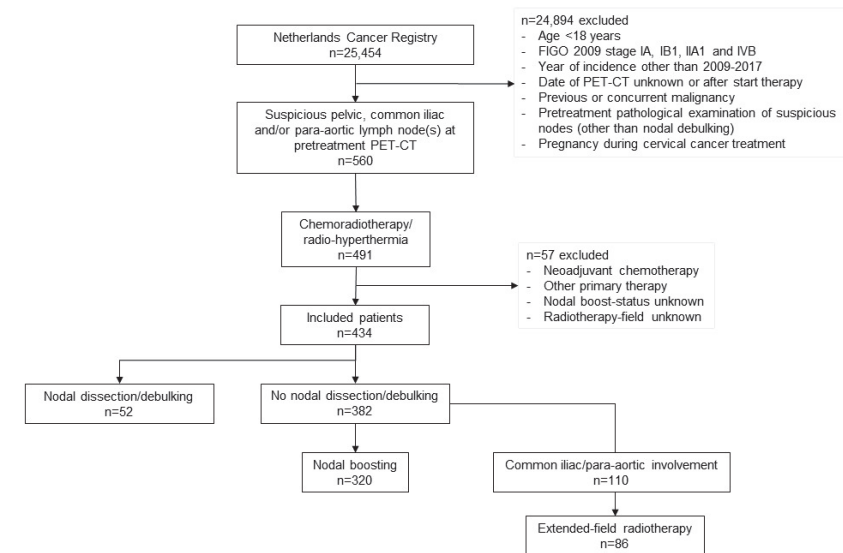 Netherlands Cancer Registry
n=25,454
n=24,894 excluded
- Age <18 years
- FIGO 2009 stage IA, IB1, IIA1 and IVB
- Year of incidence other than 2009-2017
- Date of PET-CT unknown or after start therapy
- Previous or concurrent malignancy
- Pretreatment pathological examination of suspicious
nodes (other than nodal debulking)
- Pregnancy during cervical cancer treatment
Suspicious pelvic, common iliac
and/or para-aortic lymph node(s) at
pretreatment PET-CT
n=560
Chemoradiotherapy/
radio-hyperthermia
n=491
n=57 excluded
- Neoadjuvant chemotherapy
- Other primary therapy
- Nodal boost-status unknown
- Radiotherapy-field unknown
Included patients
n=434
Nodal dissection/debulking
n=52
No nodal dissection/debulking
n=382
Nodal boosting
n=320
Common iliac/para-aortic involvement
n=110
Extended-field radiotherapy
n=86